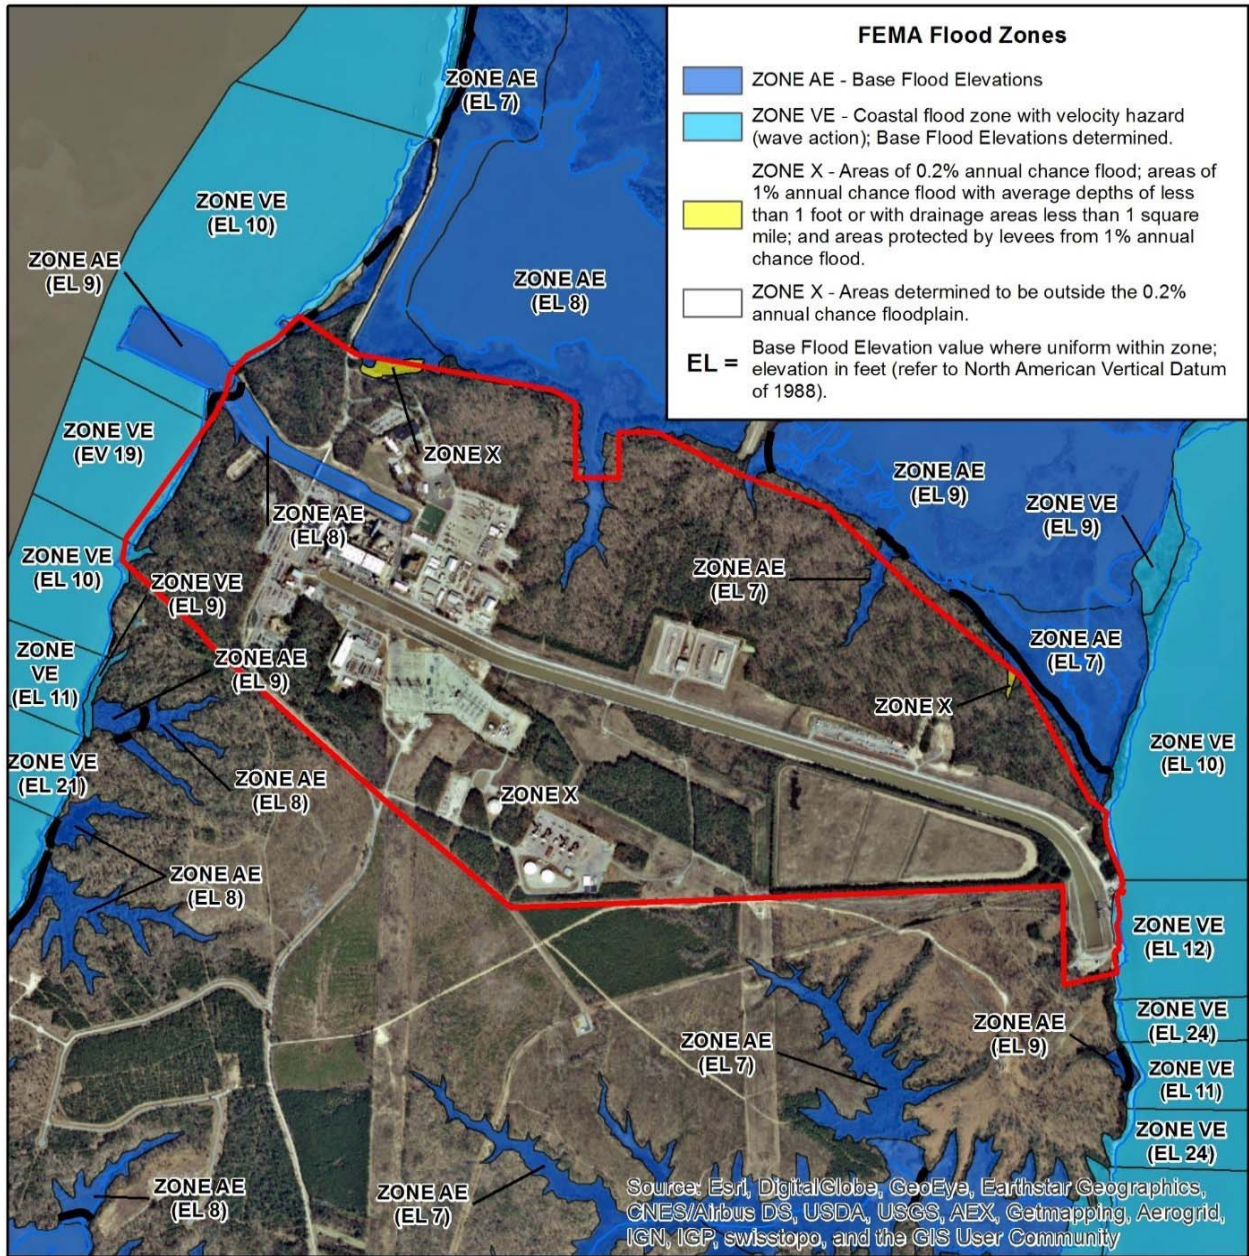 FEMA Flood Zones
ZONE AE - Base Flood Elevations
ZONE VE - Coastal flood zone with velocity hazard
(wave action); Base Flood Elevations determined.
ZONE X - Areas of 0.2% annual chance flood; areas of
1% annual chance flood with average depths of less
than 1 foot or with drainage areas less than 1 square
mile; and areas protected by levees from 1% annual
chance flood.
ZONE X - Areas determined to be outside the 0.2%
annual chance floodplain.
EL = Base Flood Elevation value where uniform within zone;
elevation in feet (refer to North American Vertical Datum
of 1988).
ZONE AE
(EL 7)
ZONE VE
(EL 10)
ZONE AE
(EL 9)
ZONE AE
(EL 8)
ZONE VE
(EV 19)
ZONE X
ZONE AE
(EL 9)
ZONE VE
(EL 9)
ZONE AE
(EL 8)
ZONE VE
(EL 10)
ZONE VE
(EL 9)
ZONE AE
(EL 7)
ZONE AE
(EL 7)
ZONE
VE
(EL 11)
ZONE AE
(EL 9)
ZONE X
ZONE VE
(EL 10)
ZONE VE
(EL 21)
ZONE AE
(EL 8)
ZONE X
ZONE AE
(EL 8)
ZONE VE
(EL 12)
ZONE VE
(EL 24)
ZONE AE
(EL 9)
ZONE AE
(EL 7)
ZONE VE
(EL 11)
ZONE VE
(EL 24)
ZONE AE
(EL 8)
ZONE AE
(EL 7)
Source: Esri, DigitalGlobe, GeoEye, Earthstar Geographics,
CNES/Airbus DS, USDA, USGS, AEX, Getmapping, Aerogrid,
IGN, IGP, swisstopo, and the GIS User Community